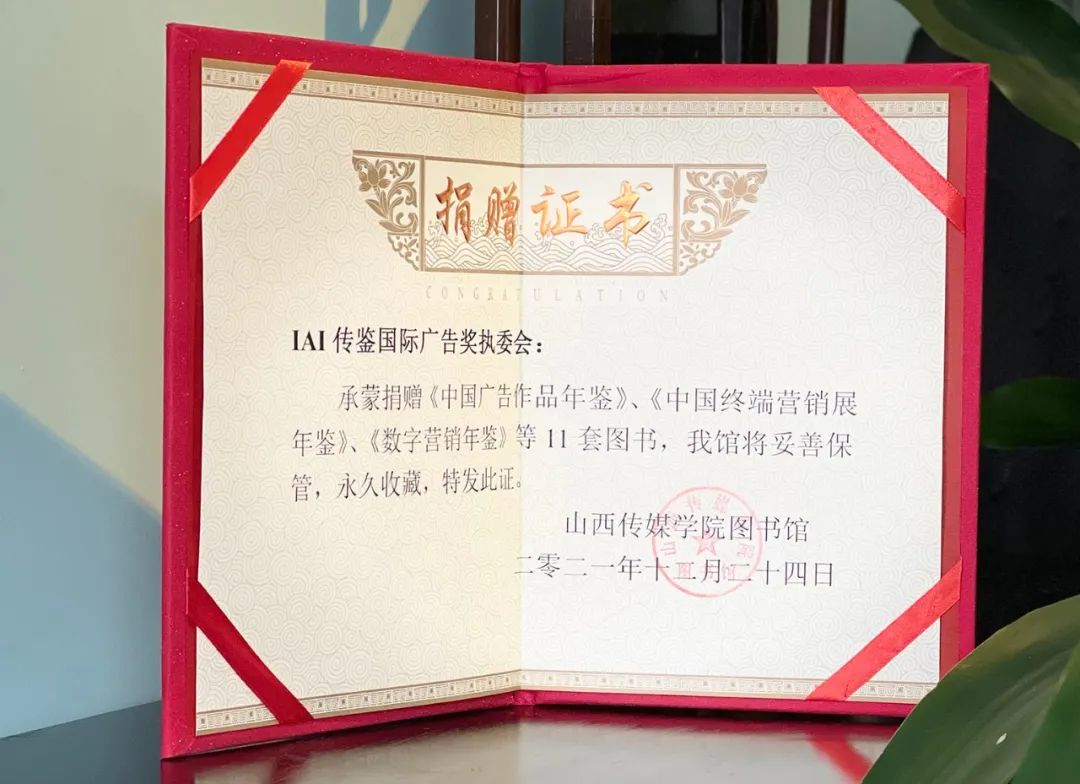 捐赠证书
CONGRATULATION
IAI 传鉴国际广告奖执委会：
承蒙捐赠《中国广告作品年鉴》、《中国终端营销展
年鉴》、《数字营销年鉴》等 11 套图书，我馆将妥善保
管，永久收藏，特发此证。
山西传媒学院图书馆
二零二一年十二月二十四日